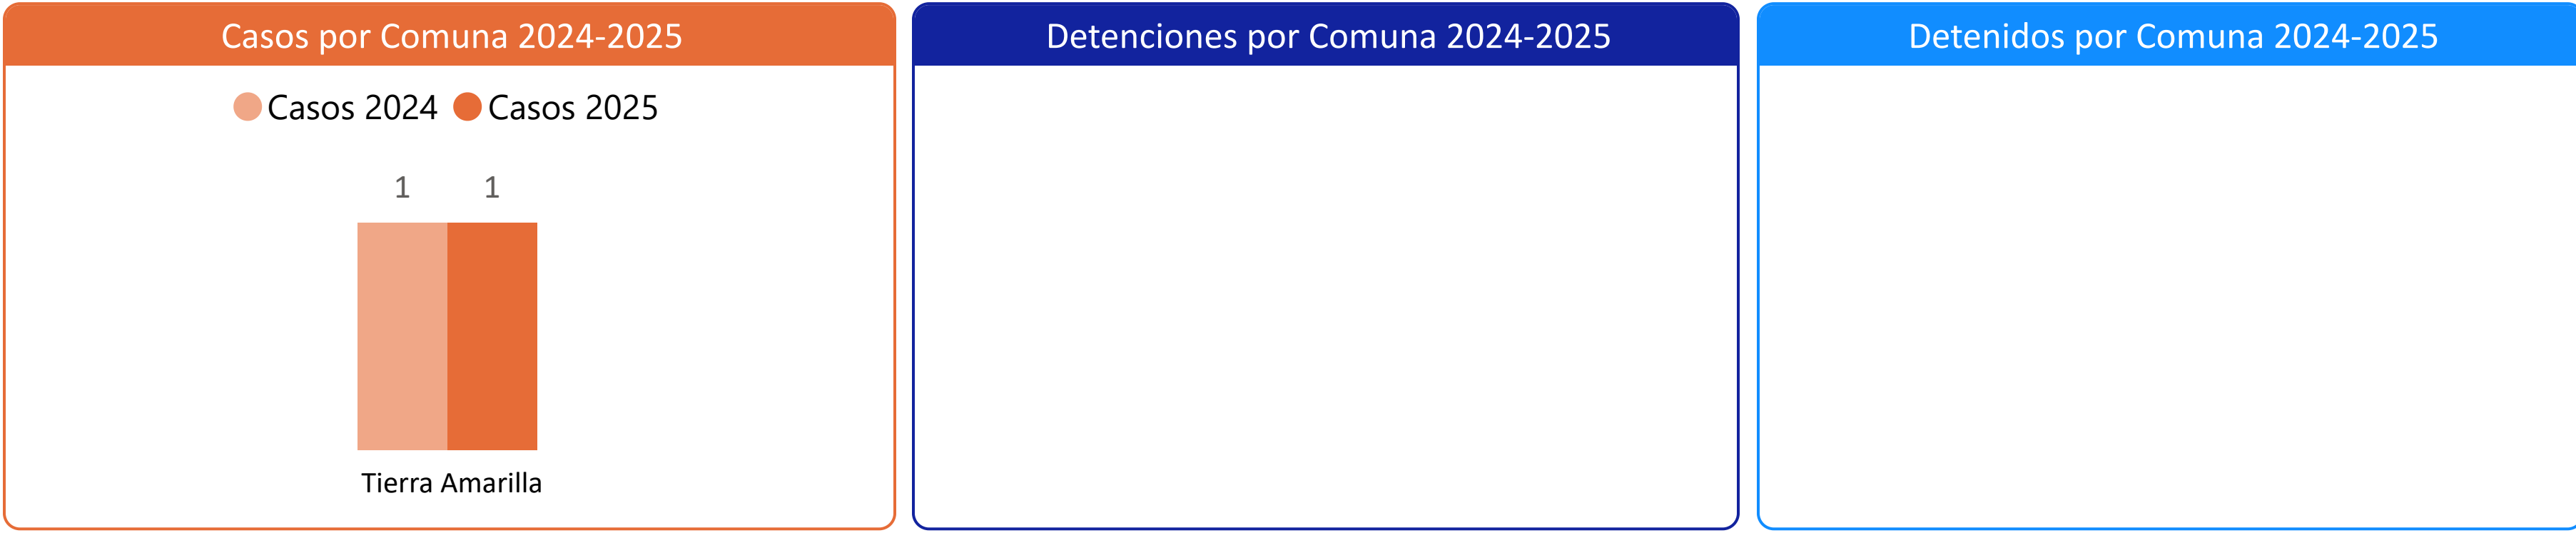 Casos por Comuna 2024-2025
Casos 2024 Casos 2025
1 1
Tierra Amarilla
Detenciones por Comuna 2024-2025
Detenidos por Comuna 2024-2025